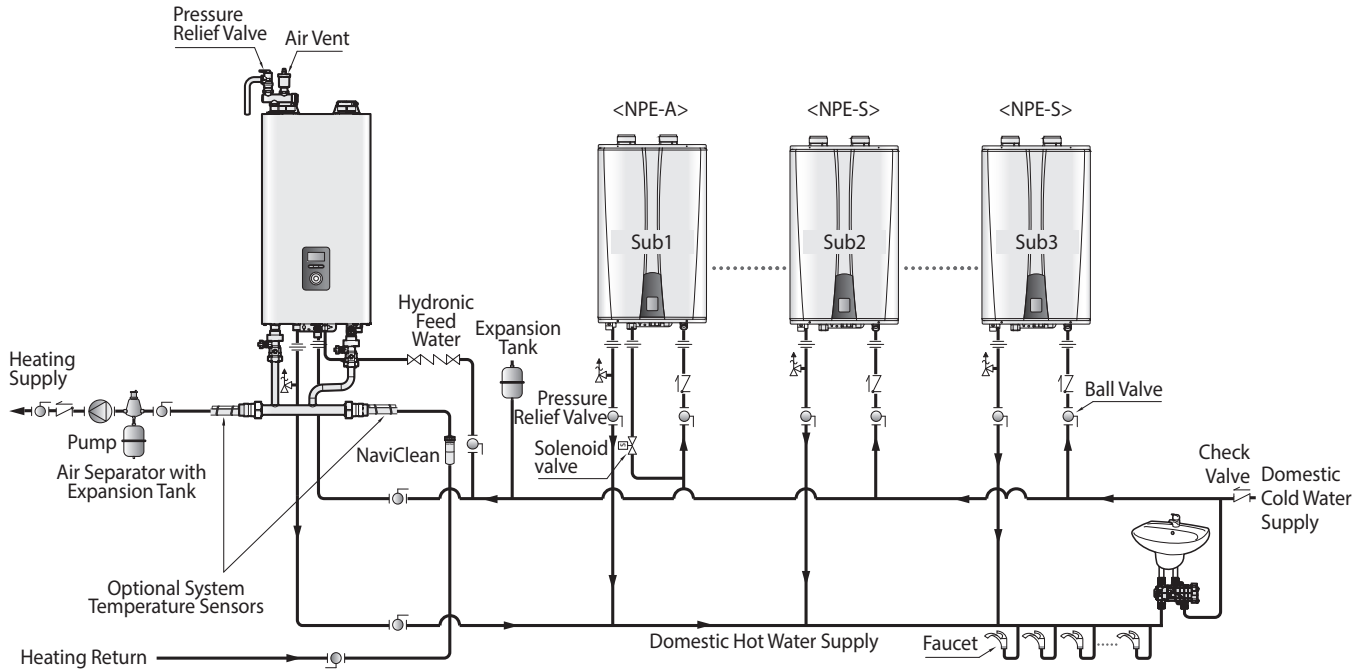 Pressure
Relief Valve
Air Vent
<NPE-A>
<NPE-S>
<NPE-S>
Sub1
Sub2
Sub3
Hydronic
Feed
Water
Expansion
Tank
Heating
Supply
Pump
Air Separator with
Expansion Tank
NaviClean
Pressure
Relief Valve
Solenoid
valve
S
Ball Valve
Check
Valve
Domestic
Cold Water
Supply
Optional System
Temperature Sensors
Domestic Hot Water Supply
Faucet
Heating Return